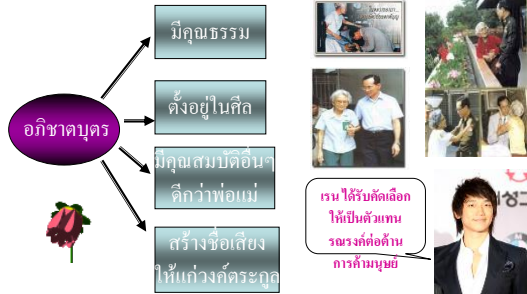 อภิชาตบุตร
มีคุณธรรม
ตั้งอยู่ในศีล
มีคุณสมบัติอื่นๆ
ดีกว่าพ่อแม่
สร้างชื่อเสียง
ให้แก่วงศ์ตระกูล
เรน ได้รับคัดเลือก
ให้เป็นตัวแทน
รณรงค์ต่อต้าน
การค้ามนุษย์